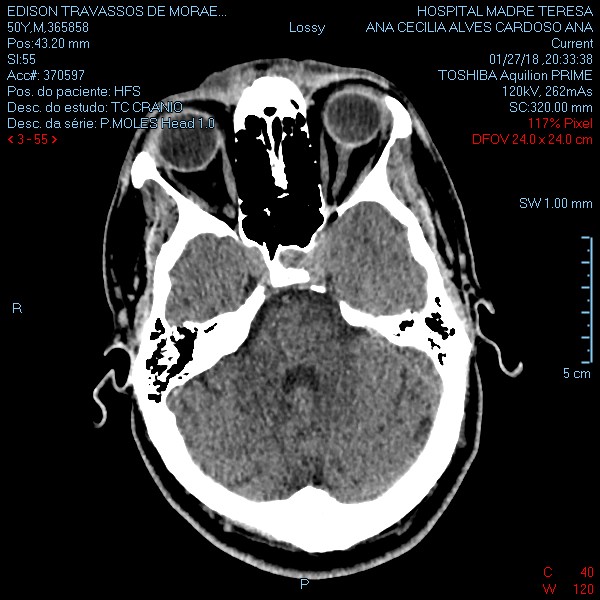 EDISON TRAVASSOS DE MORAE...
50Y,M,365858
Pos:43.20 mm
SI:55
Acc#: 370597
Pos. do paciente: HFS
Desc. do estudo: TC CRANIO
Desc. da série: P.MOLES Head 1.0
< 3 - 55 >
Lossy
HOSPITAL MADRE TERESA
ANA CECILIA ALVES CARDOSO ANA
Current
01/27/18 ,20:33:38
TOSHIBA Aquilion PRIME
120kV, 262mAs
SC:320.00 mm
117% Pixel
DFOV 24.0 x 24.0 cm
SW 1.00 mm
R
5 cm
P
C 40
W 120